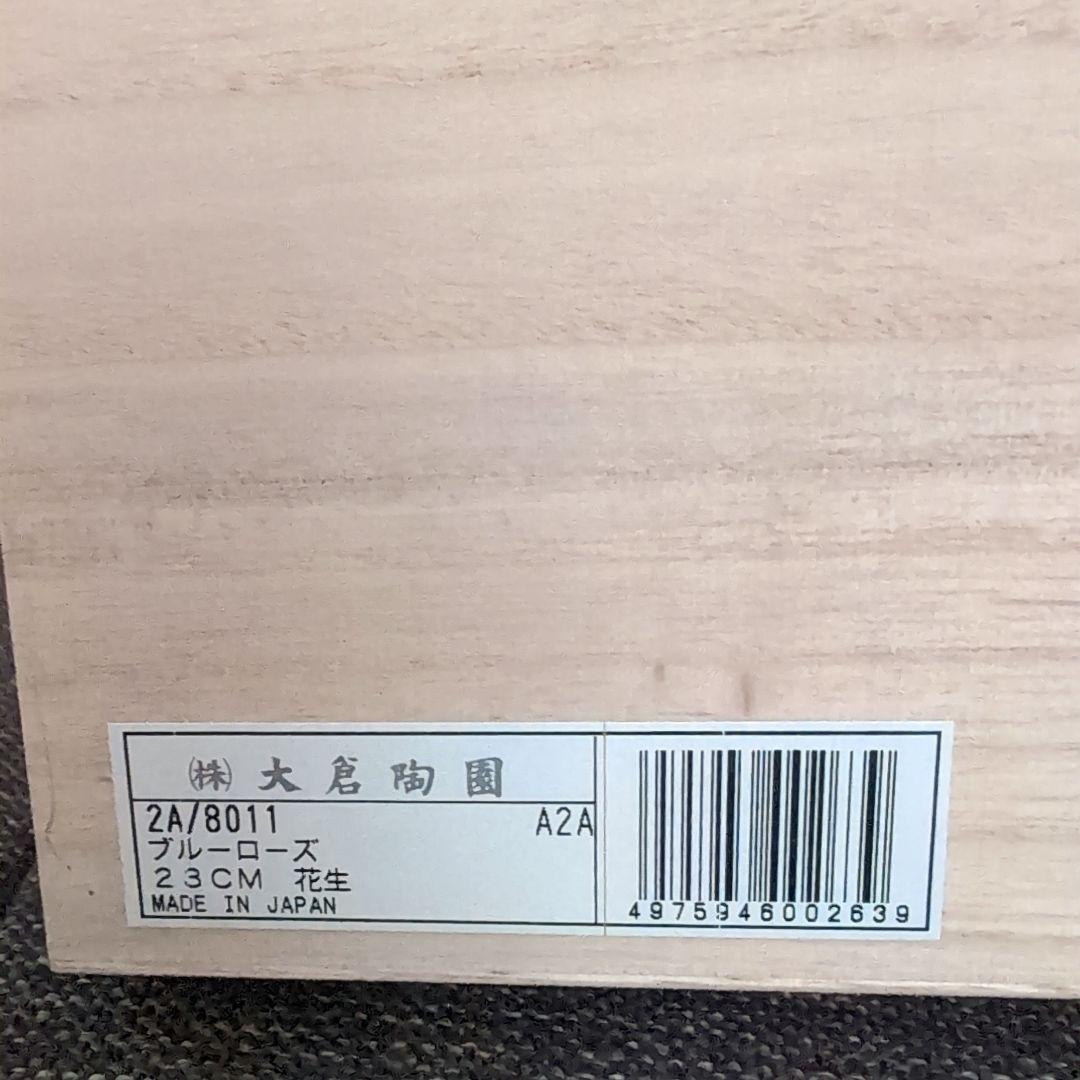 ㈱ 大倉陶園
2A/8011 A2A
ブルーローズ
23CM 花生
MADE IN JAPAN
4975946002639